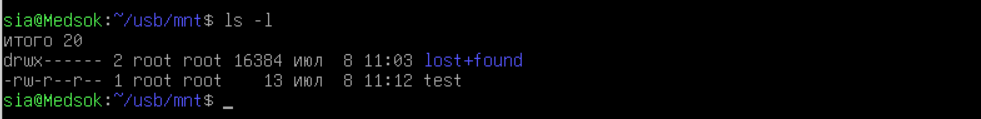 sia@Medsok:~/usb/mnt$ ls -l
итого 20
drwx------ 2 root root 16384 июл  8 11:03 lost+found
-rw-r--r-- 1 root root    13 июл  8 11:12 test
sia@Medsok:~/usb/mnt$ _